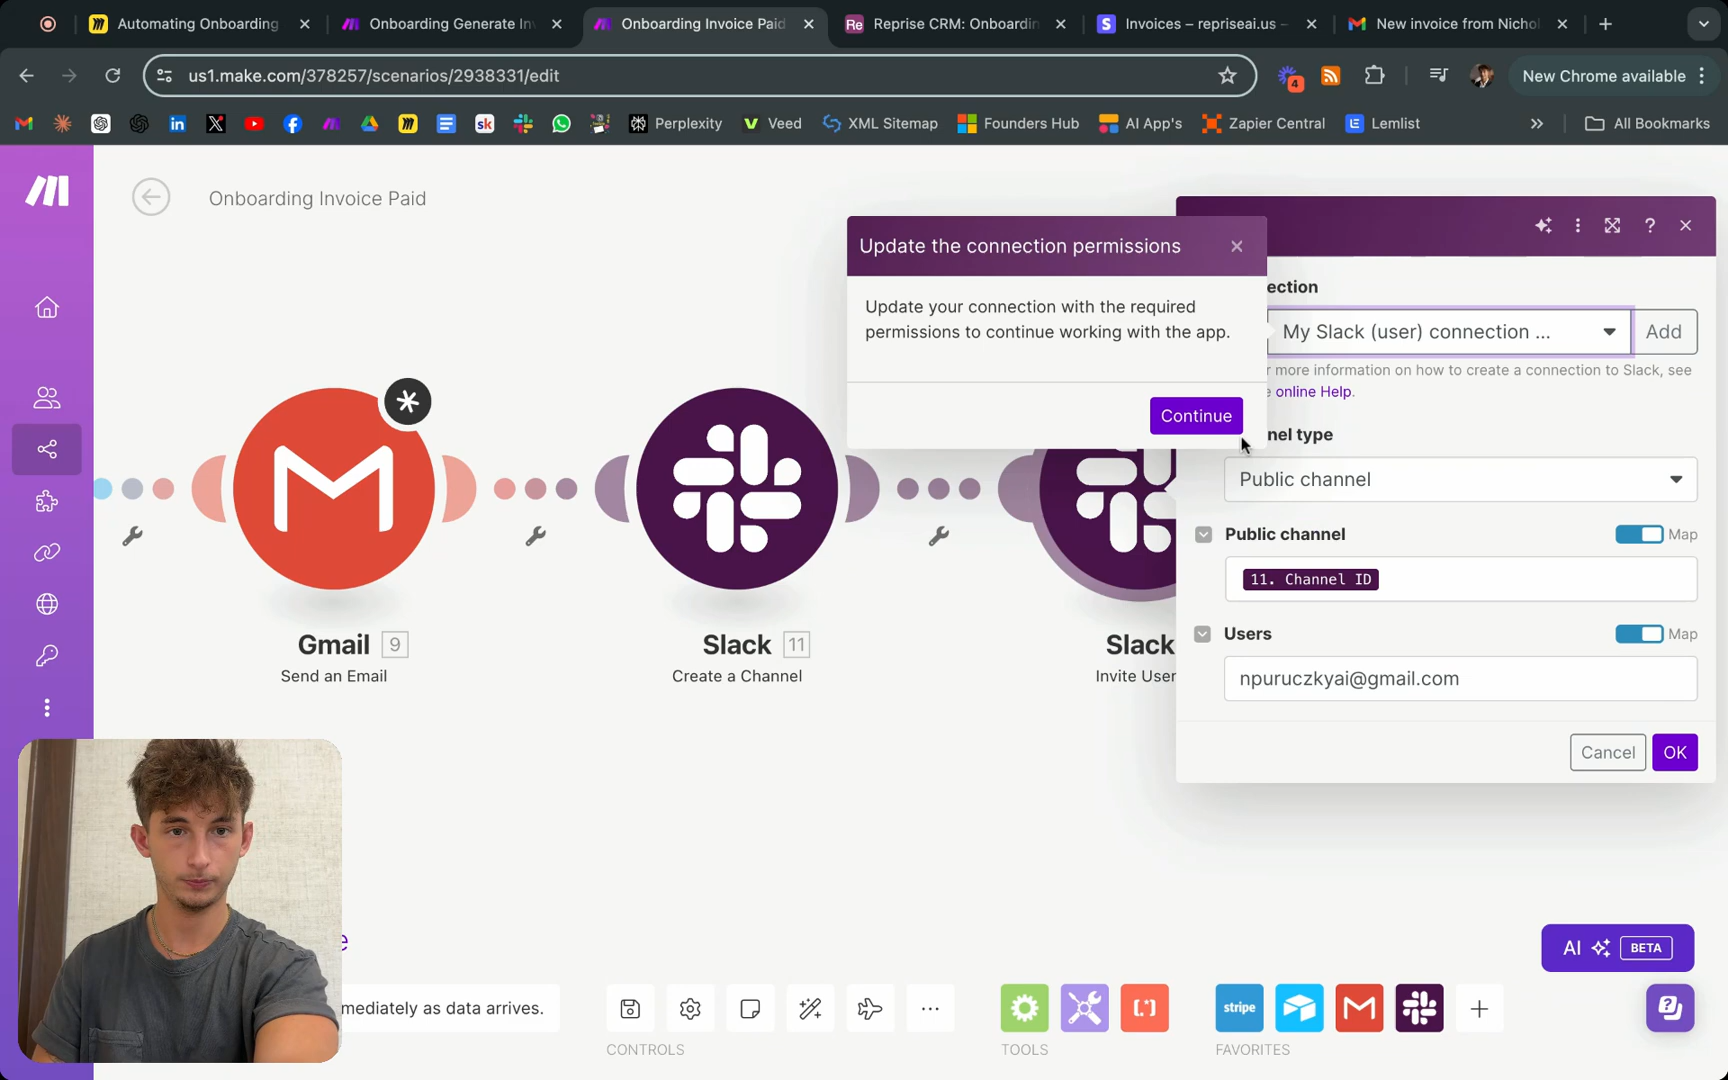 Automating Onboarding
Onboarding Generate In
Onboarding Invoice Paid
Re
Reprise CRM: Onboardin
S
Invoices – repriseai.us –
New invoice from Nichol
us1.make.com/378257/scenarios/2938331/edit
4
New Chrome available
sk
Perplexity
Veed
XML Sitemap
Founders Hub
AI App's
Zapier Central
Lemlist
All Bookmarks
Onboarding Invoice Paid
Update the connection permissions
Update your connection with the required
permissions to continue working with the app.
Continue
ection
My Slack (user) connection ...
Add
r more information on how to create a connection to Slack, see
e online Help.
nel type
Public channel
Public channel
Map
11. Channel ID
Users
Map
npuruczkyai@gmail.com
Cancel
OK
Gmail 9
Send an Email
Slack 11
Create a Channel
Slack
Invite User
e
mediately as data arrives.
CONTROLS
TOOLS
stripe
FAVORITES
AI
BETA